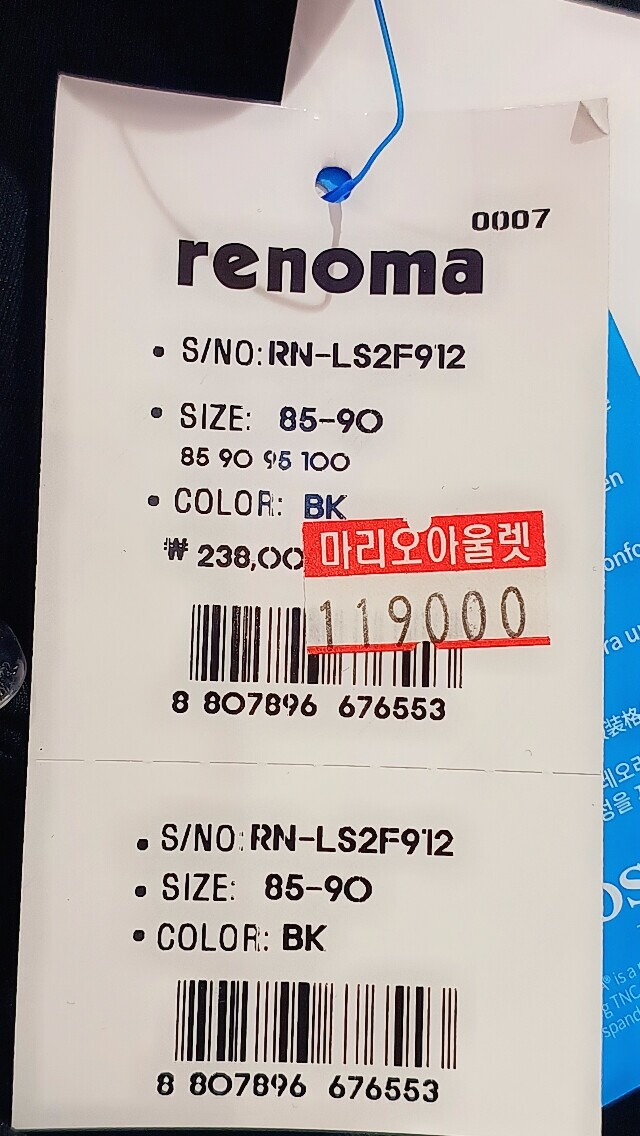 0007
renoma
• S/NO: RN-LS2F912
• SIZE: 85-90
85 90 95 100
• COLOR: BK
₩ 238,00
마리오아울렛
119000
8 807896 676553
• S/NO: RN-LS2F912
• SIZE: 85-90
• COLOR: BK
8 807896 676553